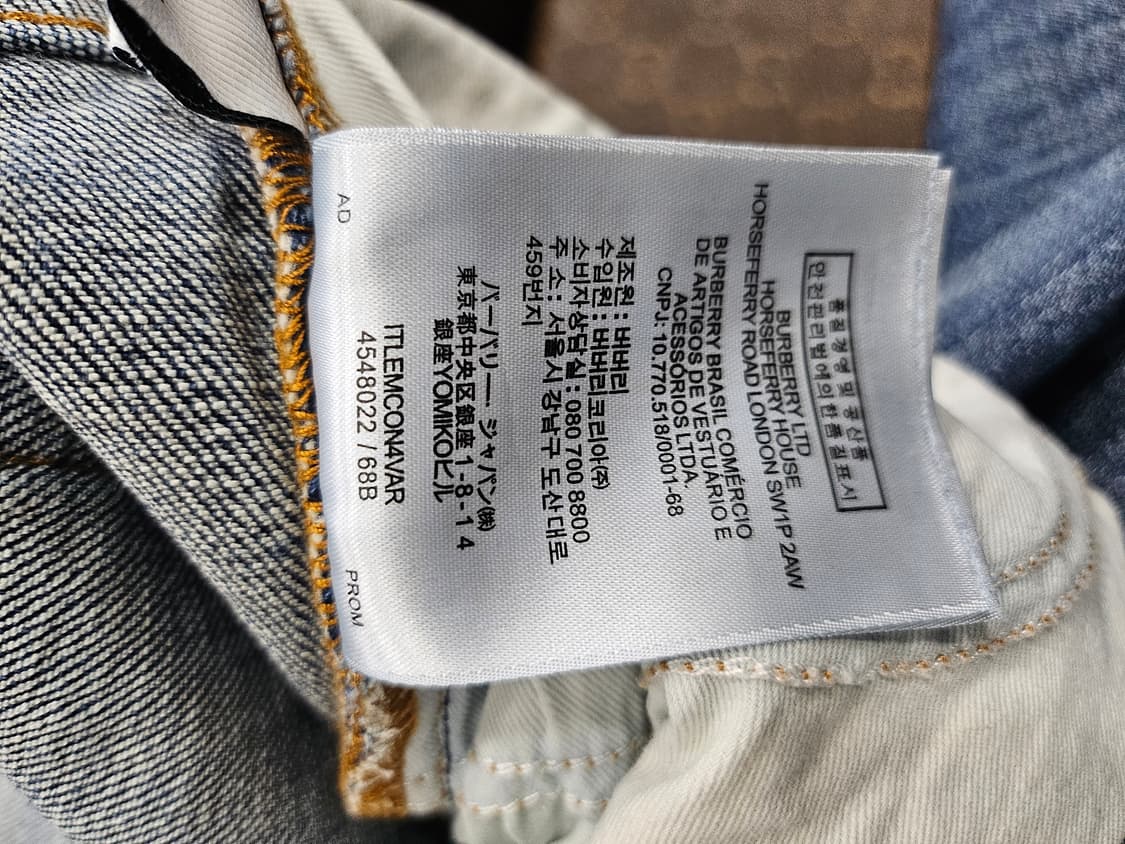 품질경영 및 공산품
안전관리법에의한품질표시
BURBERRY LTD
HORSEFERRY HOUSE
HORSEFERRY ROAD LONDON SW1P 2AW
BURBERRY BRASIL COMÉRCIO
DE ARTIGOS DE VESTUÁRIO E
ACESSÓRIOS LTDA,
CNPJ: 10.770.518/0001-68
제조원 : 버버리
수입원 : 버버리코리아(주)
소비자상담실 : 080 700 8800
주 소 : 서울시 강남구 도산대로
459번지
バーバリー・ジャパン(株)
東京都中央区銀座1-8-14
銀座YOMIKOビル
ITLEMCON4VAR
4548022 / 68B
AD PROM